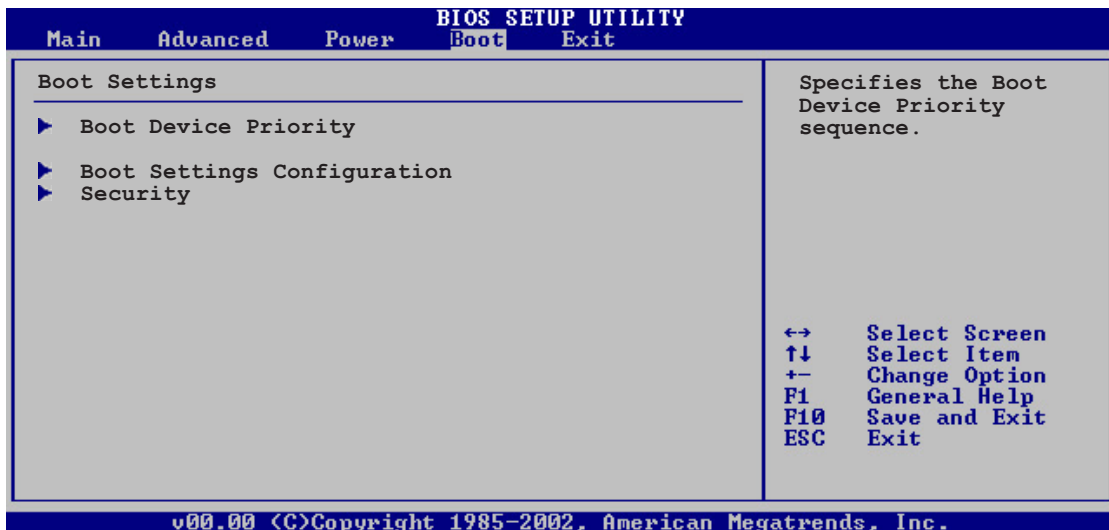 BIOS SETUP UTILITY
Main Advanced Power Boot Exit
Boot Settings
Boot Device Priority
Boot Settings Configuration
Security
Specifies the Boot
Device Priority
sequence.
←→ Select Screen
↑↓ Select Item
+- Change Option
F1 General Help
F10 Save and Exit
ESC Exit
v00.00 (C)Copyright 1985-2002, American Megatrends, Inc.